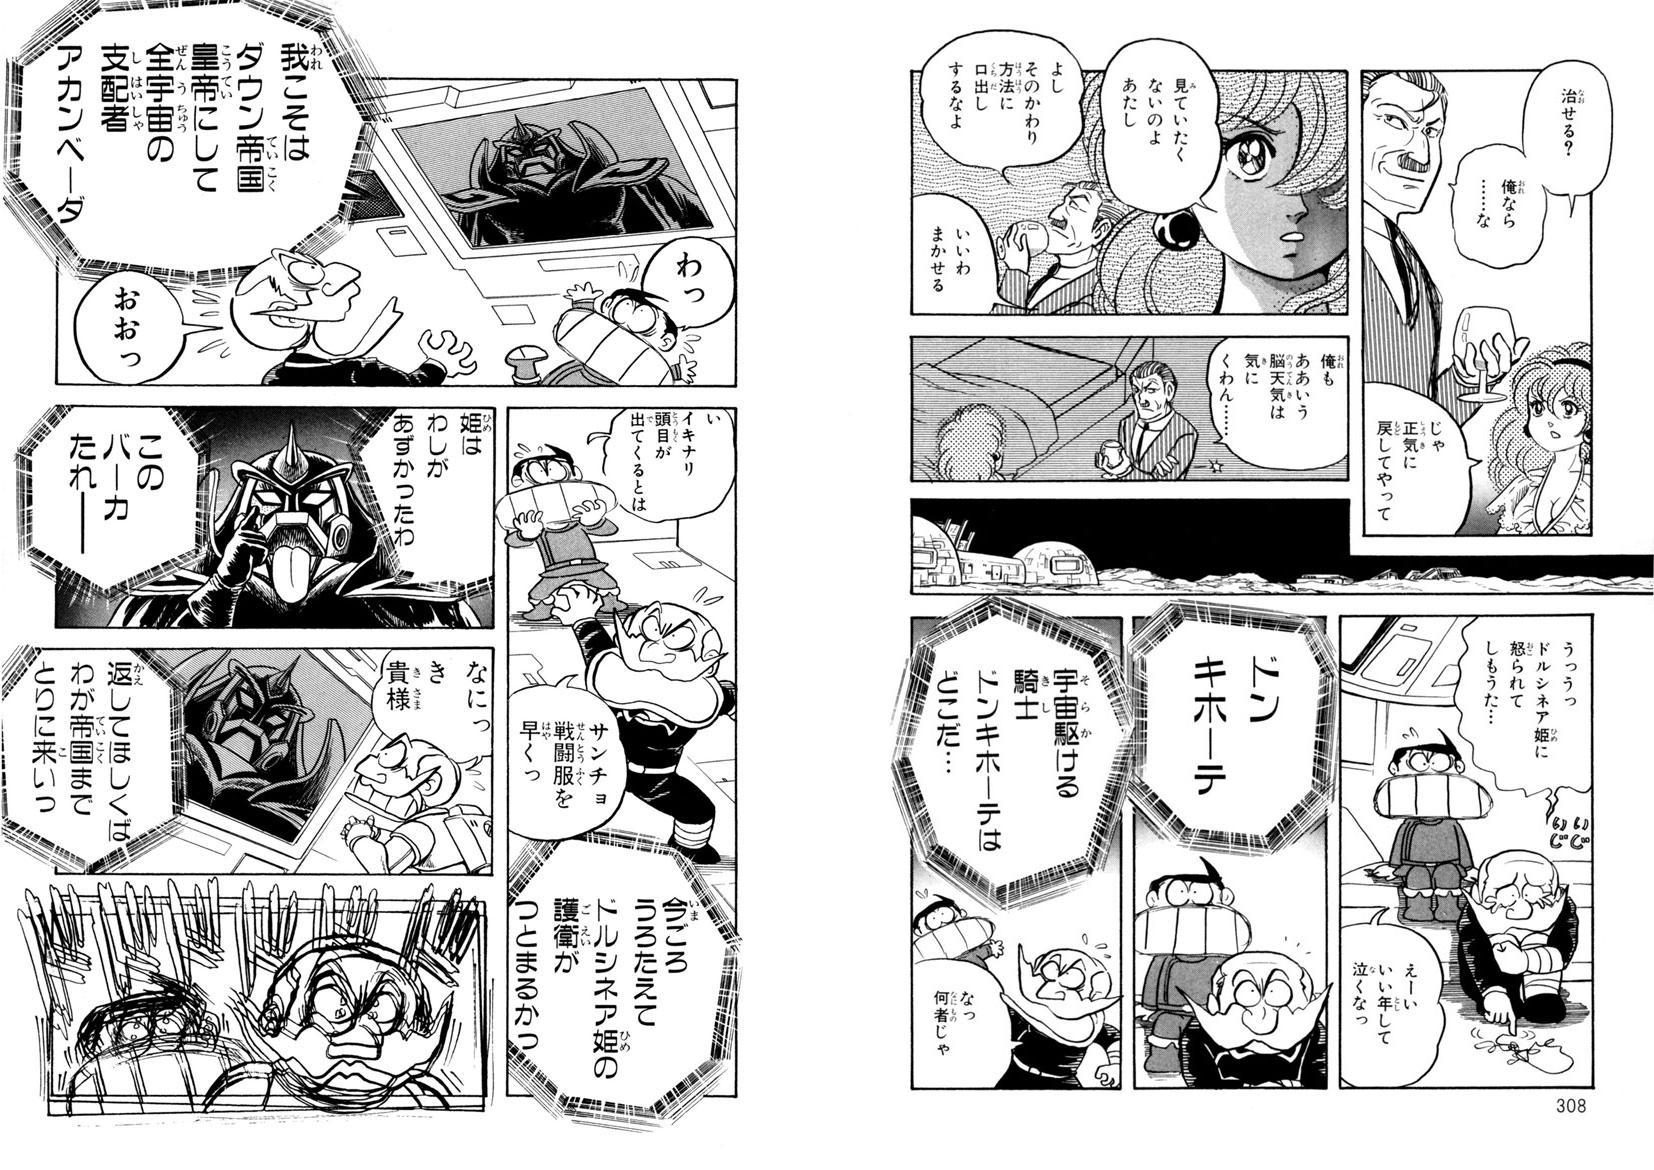 治せる?
俺なら
………な
じゃ
正気に
戻してやって
見ていたく
ないのよ
あたし
よし
そのかわり
方法に
口出し
するなよ
いいわ
まかせる
俺も
ああいう
脳天気は
気に
くわん……
うっうっ
ドルシネア姫に
怒られて
しもうた…
いじいじ
えーい
いい年して
泣くなっ
ドン
キホーテ
宇宙駆ける
騎士
ドンキホーテは
どこだ…
なっ
何者じゃ
308
我こそは
ダウン帝国
皇帝にして
全宇宙の
支配者
アカンベーダ
わっ
おおっ
い
イキナリ
頭目が
出てくるとは
サンチョ
戦闘服を
早くっ
今ごろ
うろたえて
ドルシネア姫の
護衛が
つとまるかっ
姫は
わしが
あずかったわ
この
バーカ
たれ——
なにっ
き
貴様
返してほしくば
わが帝国まで
とりに来いっ